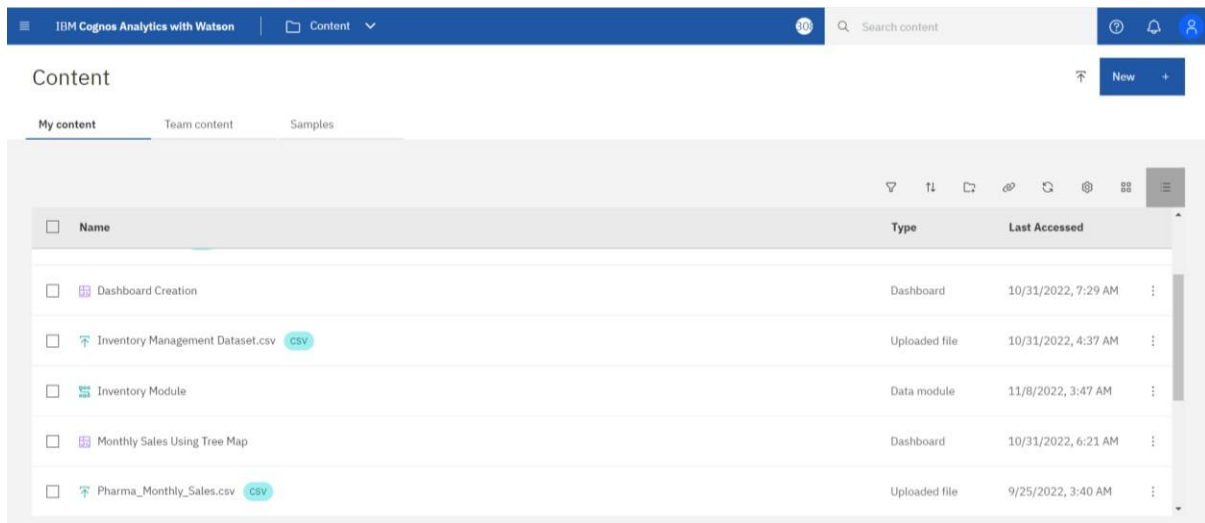 IBM Cognos Analytics with Watson Content Search content
Content New +
My content Team content Samples
Name Type Last Accessed
Dashboard Creation Dashboard 10/31/2022, 7:29 AM
Inventory Management Dataset.csv CSV Uploaded file 10/31/2022, 4:37 AM
Inventory Module Data module 11/8/2022, 3:47 AM
Monthly Sales Using Tree Map Dashboard 10/31/2022, 6:21 AM
Pharma_Monthly_Sales.csv CSV Uploaded file 9/25/2022, 3:40 AM